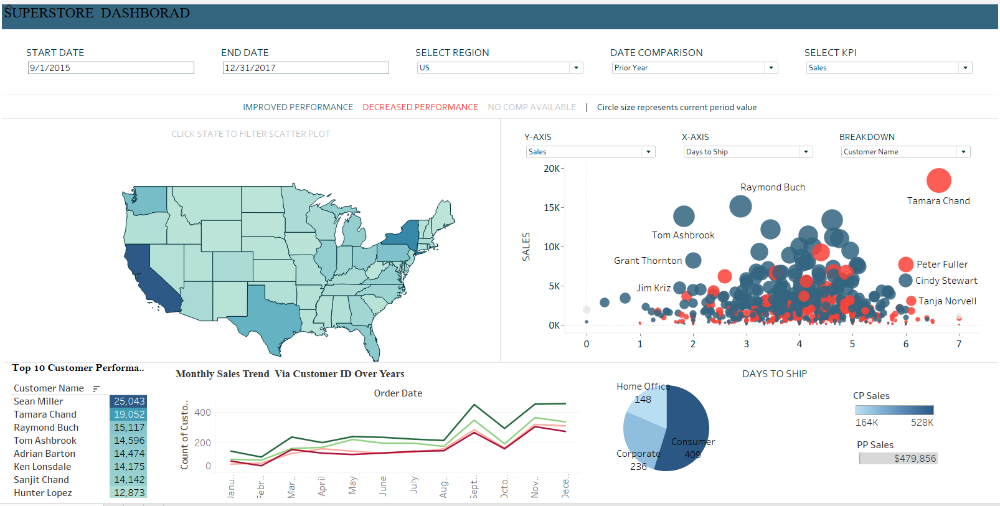 SUPERSTORE DASHBORAD
START DATE
END DATE
SELECT REGION
DATE COMPARISON
SELECT KPI
9/1/2015
12/31/2017
US
Prior Year
Sales
IMPROVED PERFORMANCE DECREASED PERFORMANCE NO COMP AVAILABLE | Circle size represents current period value
CLICK STATE TO FILTER SCATTER PLOT
Y-AXIS
X-AXIS
BREAKDOWN
Sales
Days to Ship
Customer Name
SALES
20K
15K
10K
5K
0K
Raymond Buch
Tamara Chand
Tom Ashbrook
Grant Thornton
Peter Fuller
Cindy Stewart
Jim Kriz
Tanja Norvell
0 1 2 3 4 5 6 7
DAYS TO SHIP
Top 10 Customer Performa..
Customer Name
Sean Miller 25,043
Tamara Chand 19,052
Raymond Buch 15,117
Tom Ashbrook 14,596
Adrian Barton 14,474
Ken Lonsdale 14,175
Sanjit Chand 14,142
Hunter Lopez 12,873
Monthly Sales Trend Via Customer ID Over Years
Order Date
Count of Custo..
400
200
0
Janu..
Febr..
Mar..
April
May
June
July
Aug..
Sept..
Octo..
Nov..
Dece..
Home Office
148
Consumer
409
Corporate
236
CP Sales
164K 528K
PP Sales
$479,856